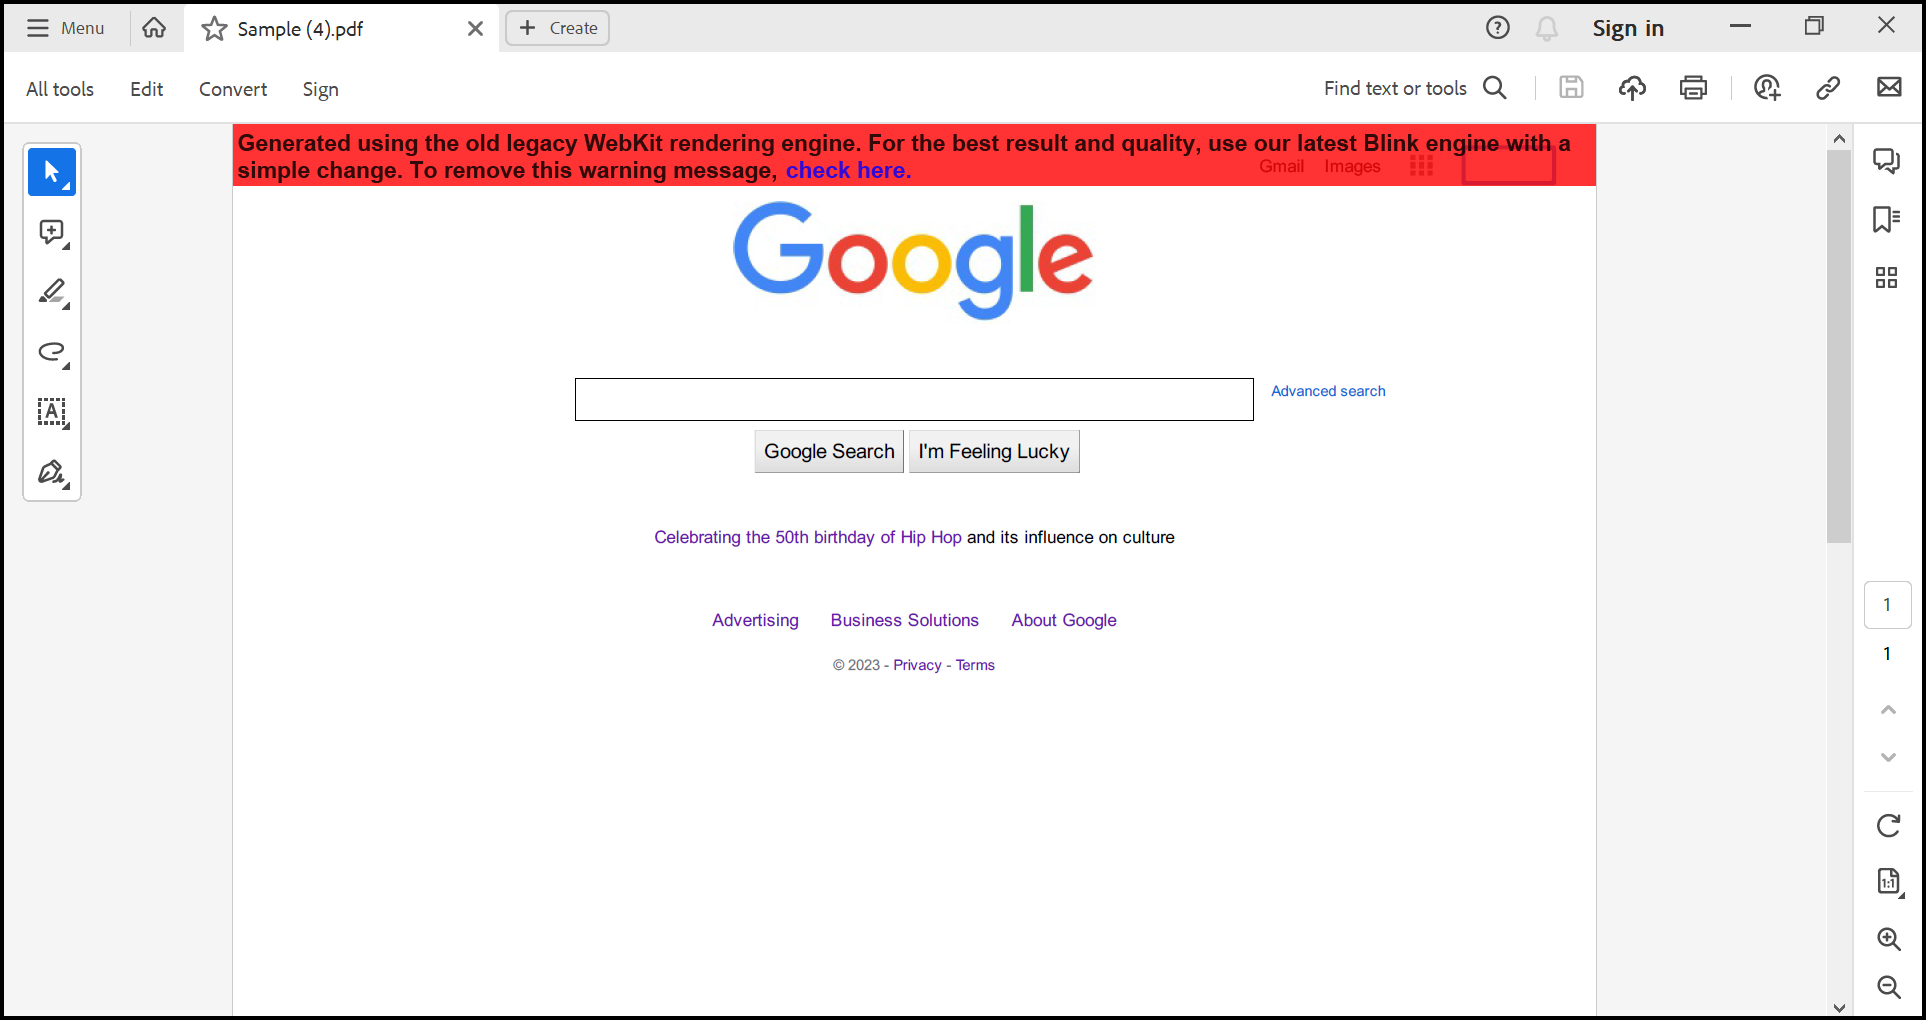 Menu
Sample (4).pdf
Create
Sign in
All tools
Edit
Convert
Sign
Find text or tools
Generated using the old legacy WebKit rendering engine. For the best result and quality, use our latest Blink engine with a
simple change. To remove this warning message, check here.
Gmail Images
Google
Advanced search
Google Search
I'm Feeling Lucky
Celebrating the 50th birthday of Hip Hop and its influence on culture
Advertising
Business Solutions
About Google
© 2023 - Privacy - Terms
1
1
1:1